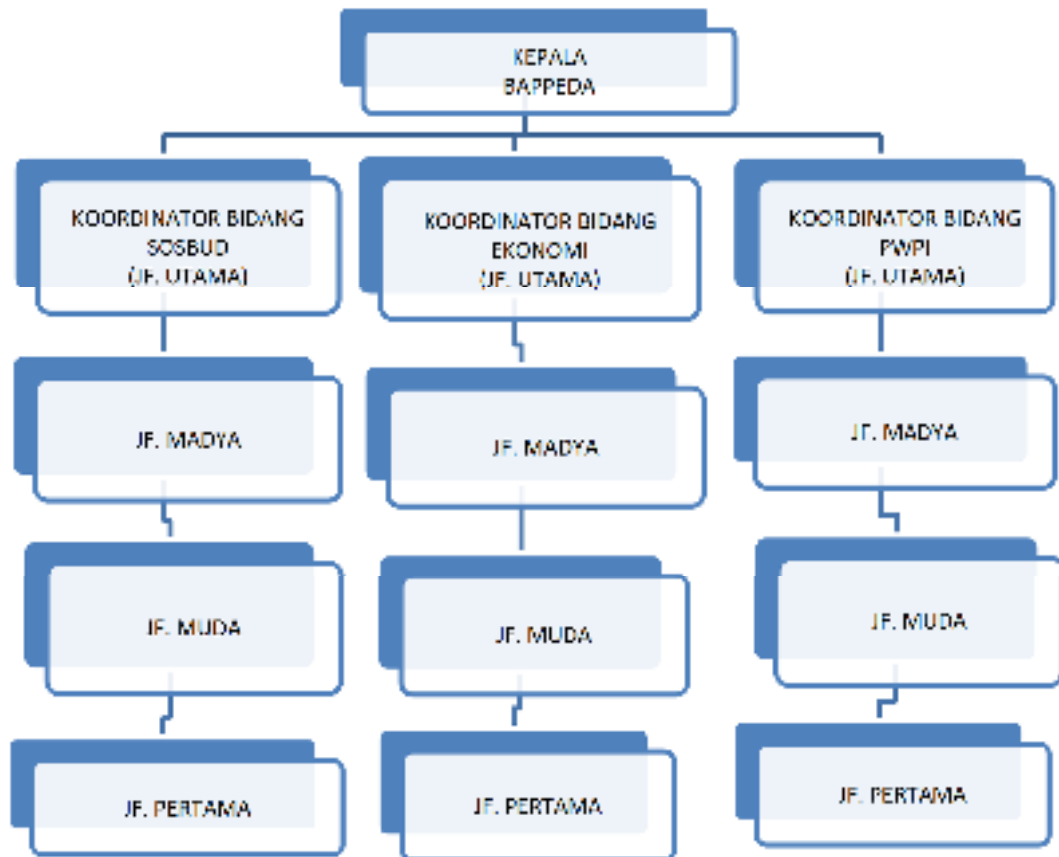 KEPALA
BAPPEDA
KOORDINATOR BIDANG
SOSBUD
(JF. UTAMA)
KOORDINATOR BIDANG
EKONOMI
(JF. UTAMA)
KOORDINATOR BIDANG
PWPI
(JF. UTAMA)
JF. MADYA
JF. MADYA
JF. MADYA
JF. MUDA
JF. MUDA
JF. MUDA
JF. PERTAMA
JF. PERTAMA
JF. PERTAMA